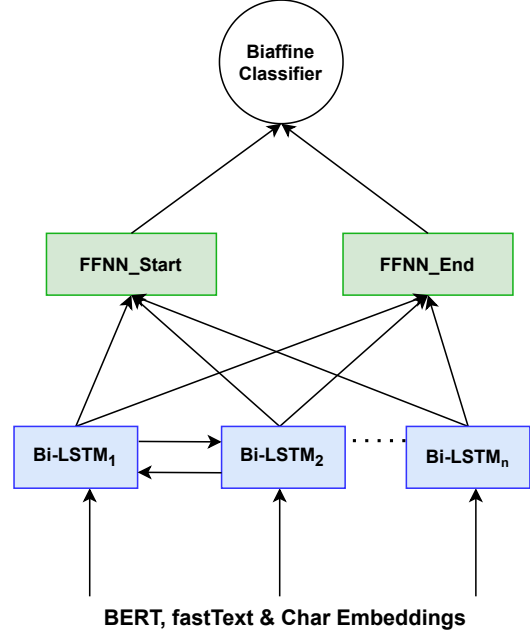 Biaffine
Classifier
FFNN_Start
FFNN_End
Bi-LSTM₁
Bi-LSTM₂
Bi-LSTMₙ
BERT, fastText & Char Embeddings